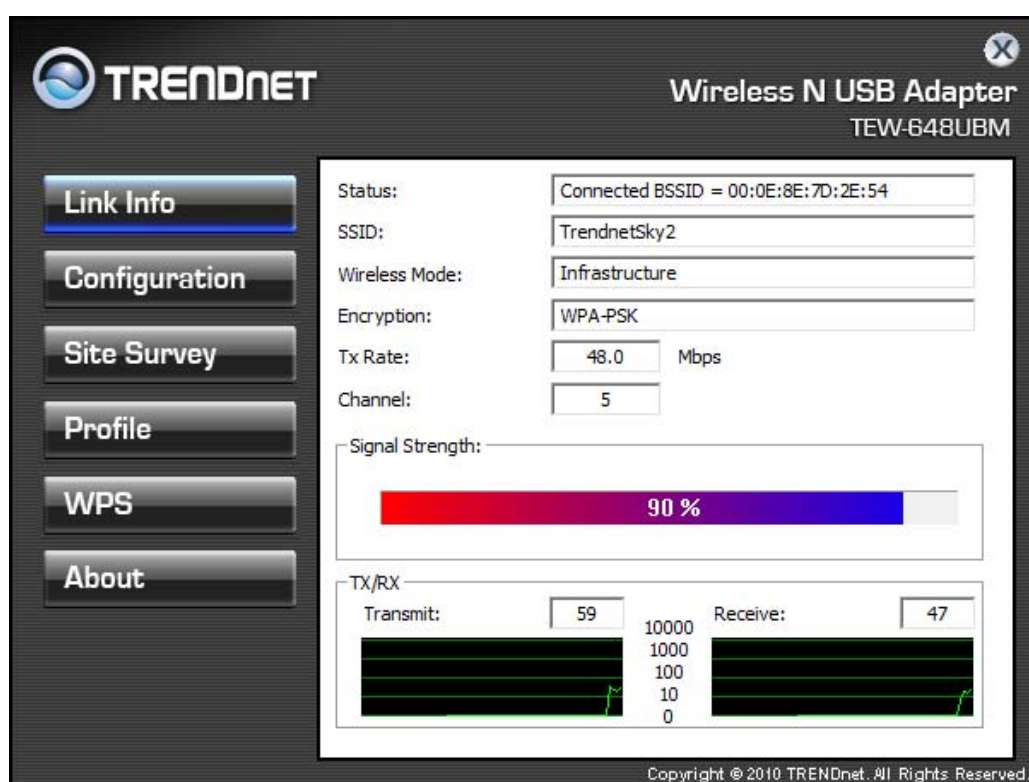 TRENDNET
Wireless N USB Adapter
TEW-648UBM
Link Info
Configuration
Site Survey
Profile
WPS
About
Status: Connected BSSID = 00:0E:8E:7D:2E:54
SSID: TrendnetSky2
Wireless Mode: Infrastructure
Encryption: WPA-PSK
Tx Rate: 48.0 Mbps
Channel: 5
Signal Strength:
90 %
TX/RX
Transmit: 59
Receive: 47
10000
1000
100
10
0
Copyright © 2010 TRENDnet. All Rights Reserved